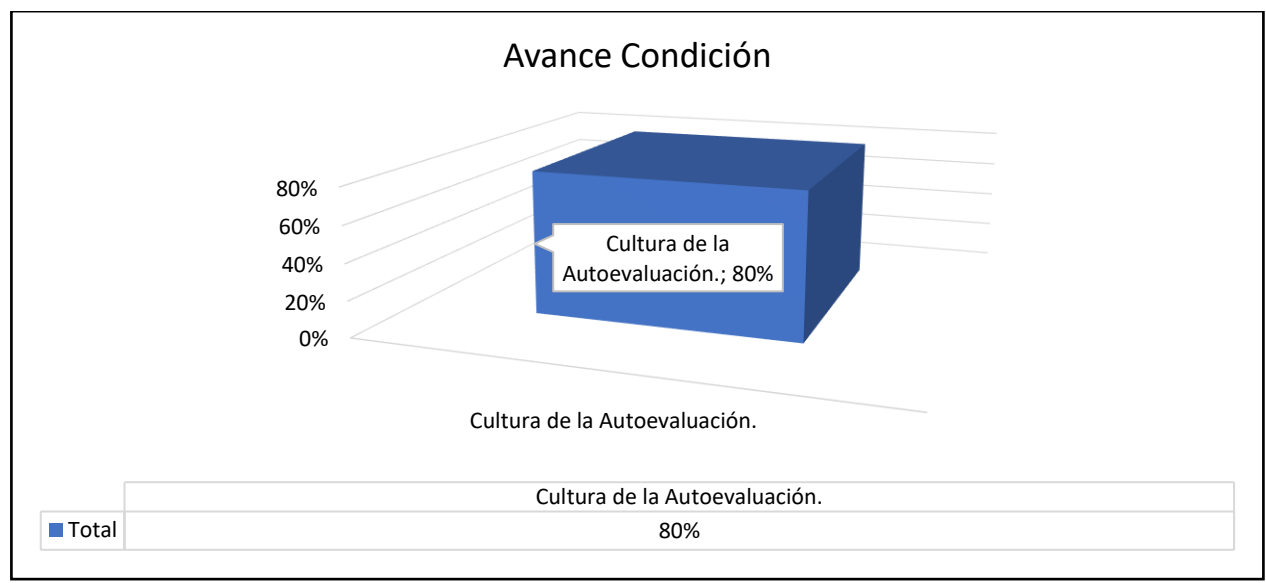 Avance Condición
80%
60%
40%
20%
0%
Cultura de la
Autoevaluación.; 80%
Cultura de la Autoevaluación.
Cultura de la Autoevaluación.
Total
80%